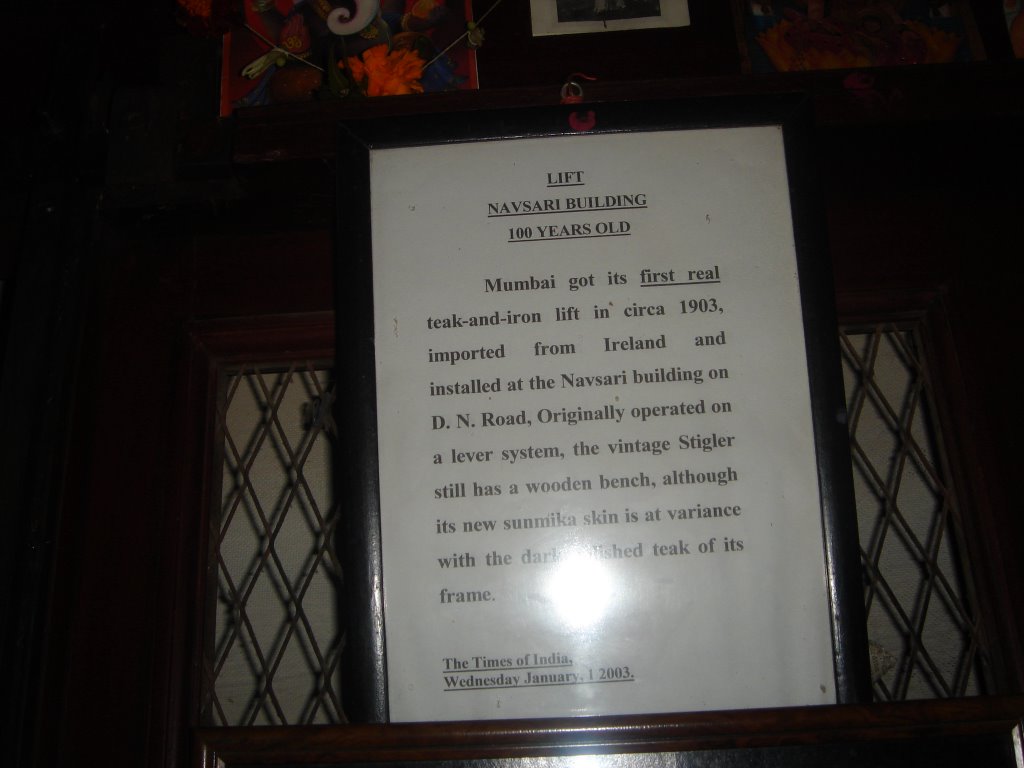 LIFT
NAVSARI BUILDING
100 YEARS OLD
Mumbai got its first real
teak-and-iron lift in circa 1903,
imported from Ireland and
installed at the Navsari building on
D. N. Road, Originally operated on
a lever system, the vintage Stigler
still has a wooden bench, although
its new sunmika skin is at variance
with the teak of its
frame.
The Times of India,
Wednesday January, 1 2003.